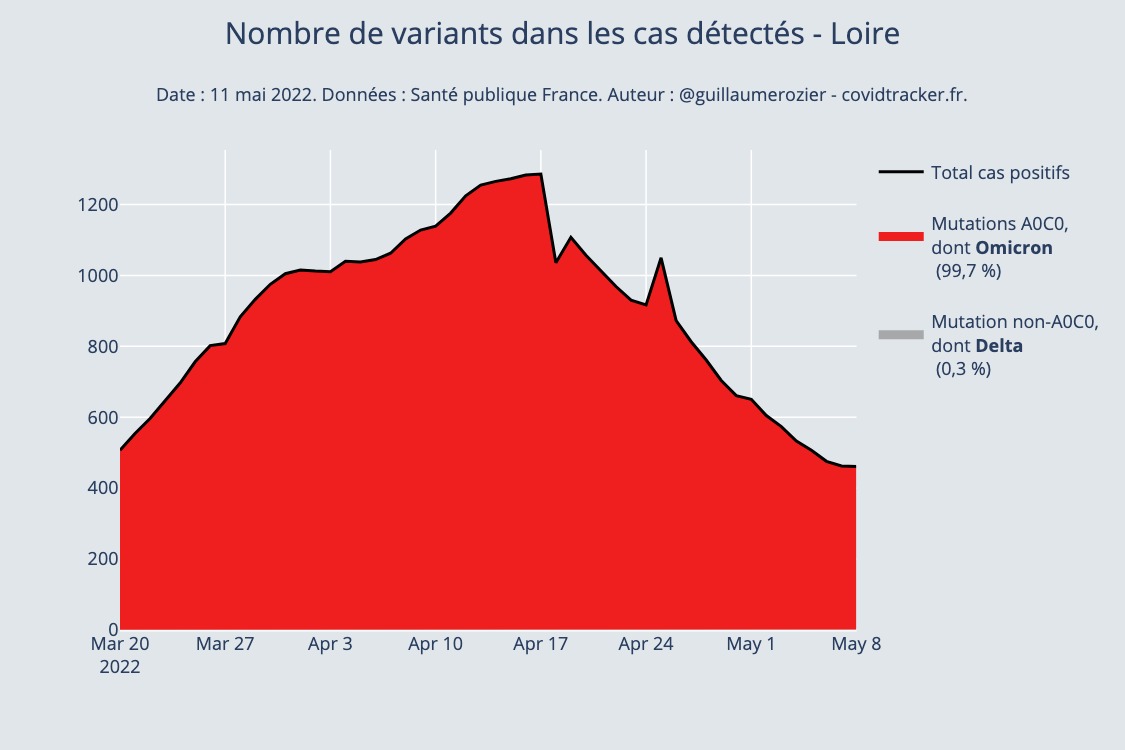 Nombre de variants dans les cas détectés - Loire
Date : 11 mai 2022. Données : Santé publique France. Auteur : @guillaumerozier - covidtracker.fr.
Total cas positifs
Mutations A0C0,
dont Omicron
(99,7 %)
Mutation non-A0C0,
dont Delta
(0,3 %)
1200
1000
800
600
400
200
0
Mar 20 Mar 27 Apr 3 Apr 10 Apr 17 Apr 24 May 1 May 8
2022